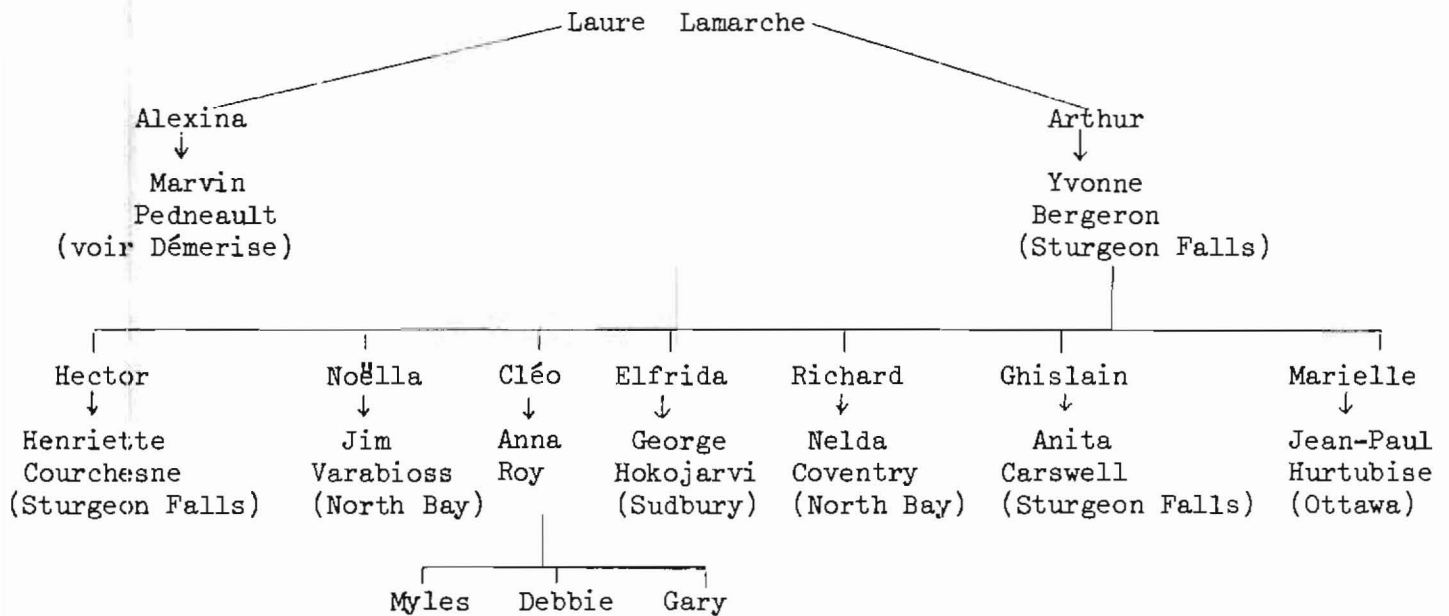 Laure Lamarche
Alexina Arthur
Marvin Yvonne
Pedneault Bergeron
(voir Démerise) (Sturgeon Falls)
Hector Noëlla Cléo Elfrida Richard Ghislain Marielle
Henriette Jim Anna George Nelda Anita Jean-Paul
Courchesne Varabioss Roy Hokojarvi Coventry Carswell Hurtubise
(Sturgeon Falls) (North Bay) (Sudbury) (North Bay) (Sturgeon Falls) (Ottawa)
Myles Debbie Gary